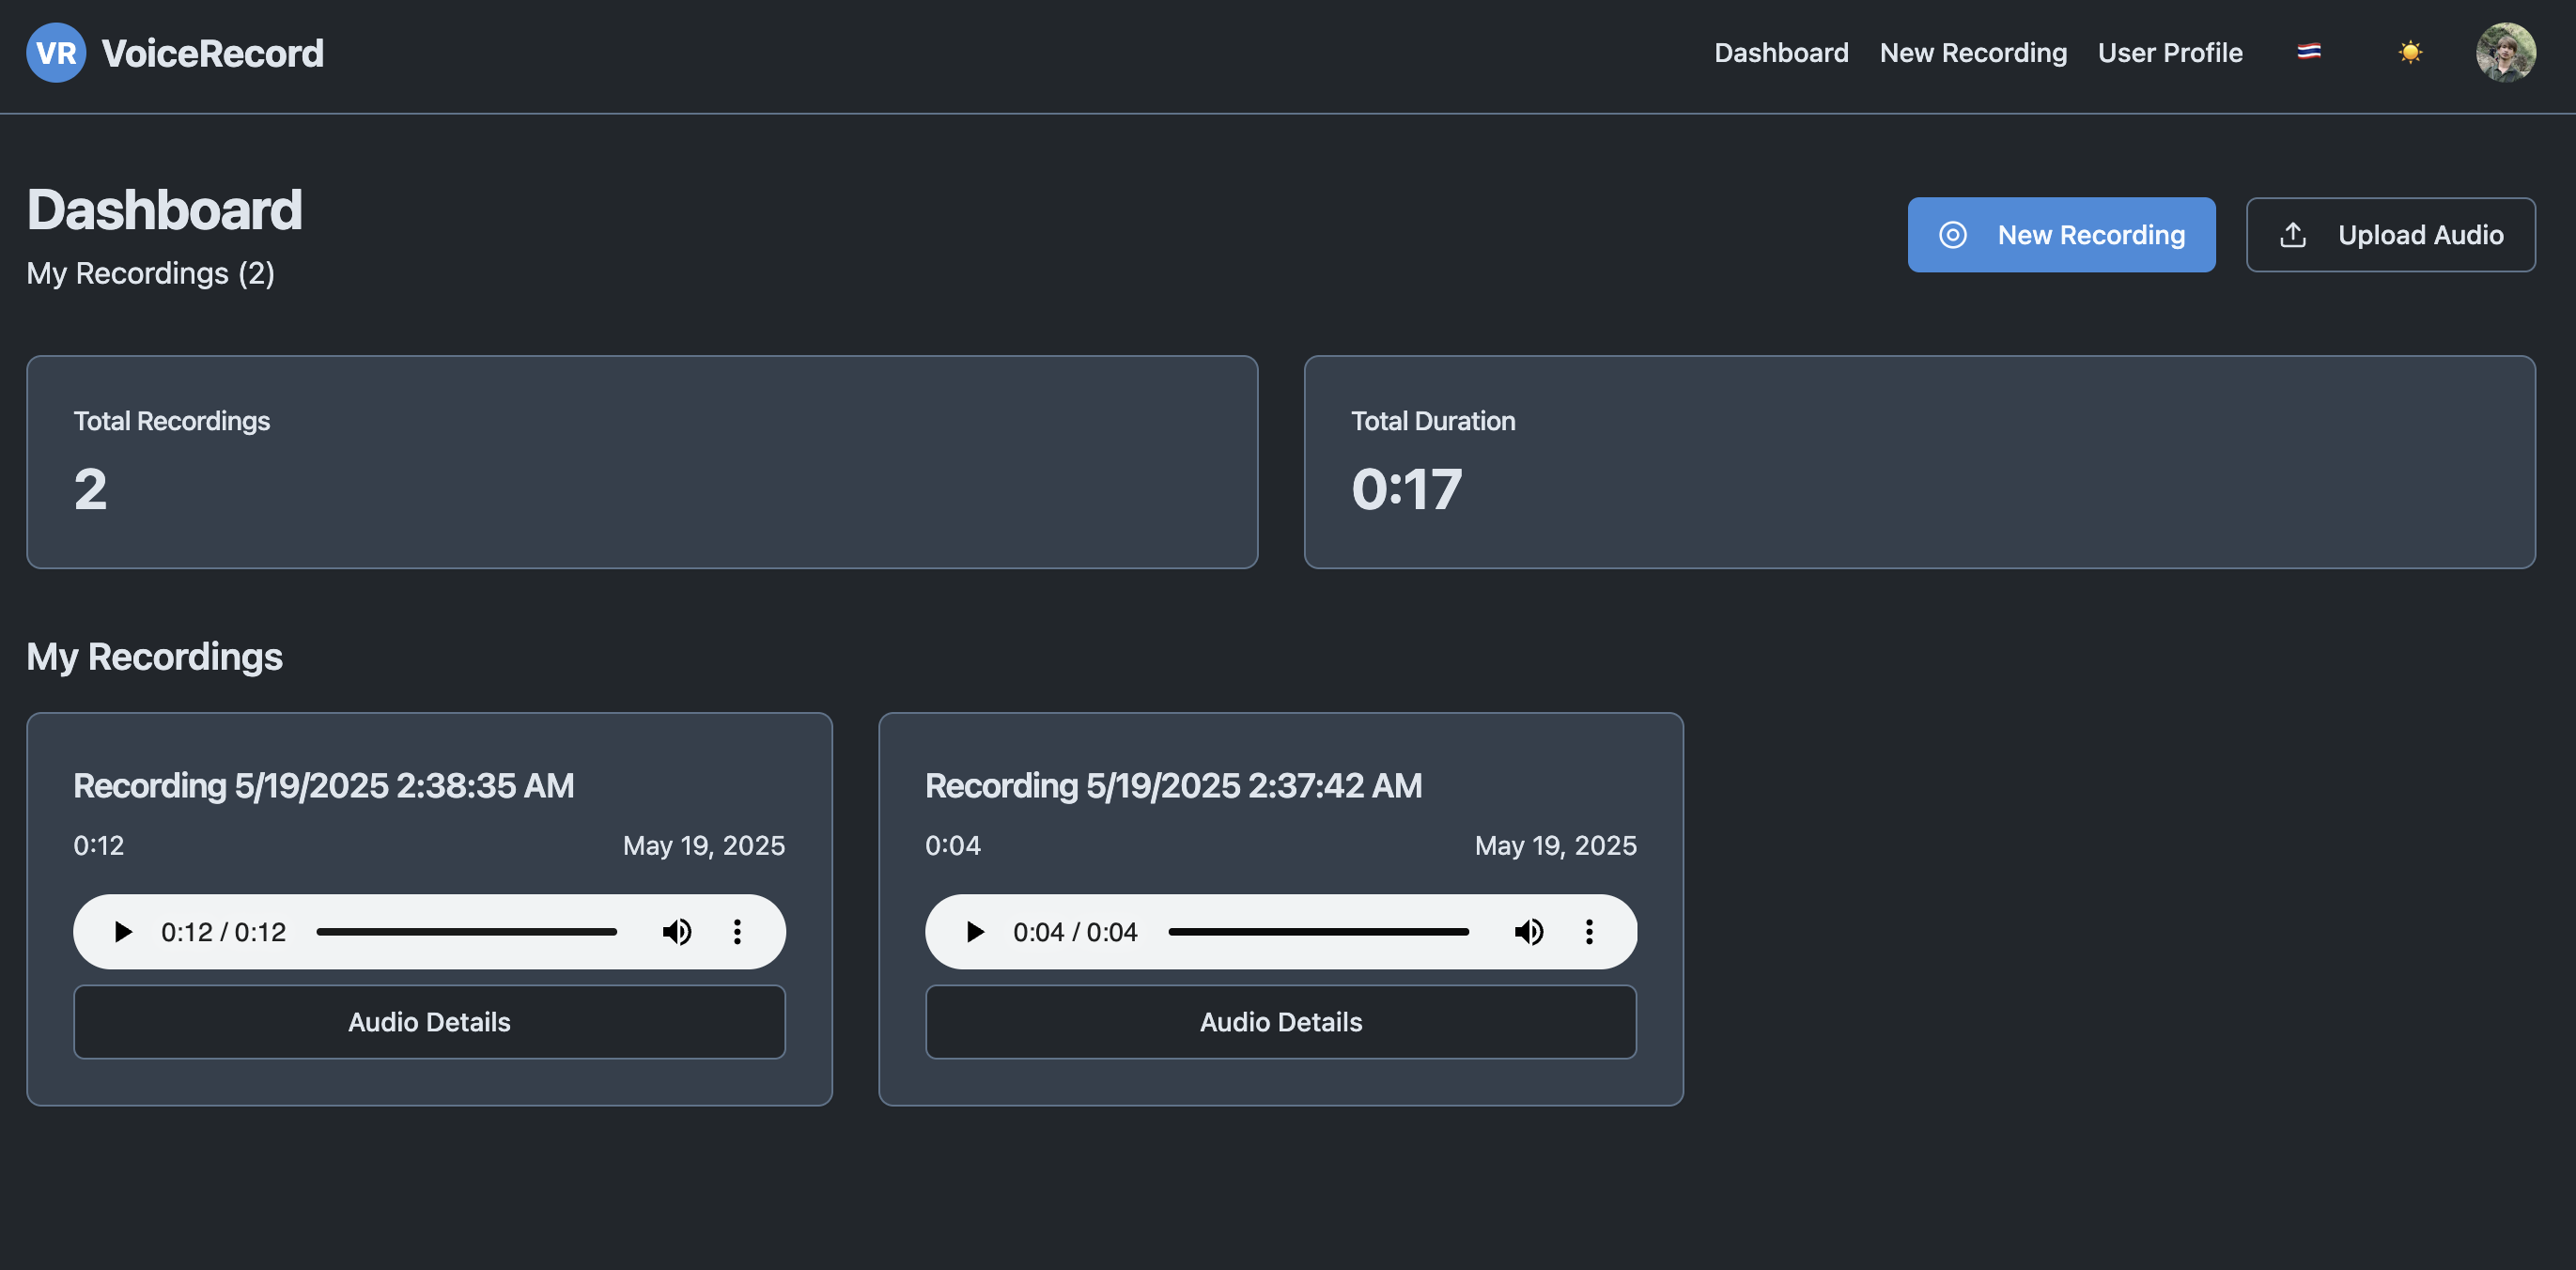 VR VoiceRecord Dashboard New Recording User Profile
Dashboard
My Recordings (2)
New Recording Upload Audio
Total Recordings
2
Total Duration
0:17
My Recordings
Recording 5/19/2025 2:38:35 AM
0:12 May 19, 2025
0:12 / 0:12
Audio Details
Recording 5/19/2025 2:37:42 AM
0:04 May 19, 2025
0:04 / 0:04
Audio Details